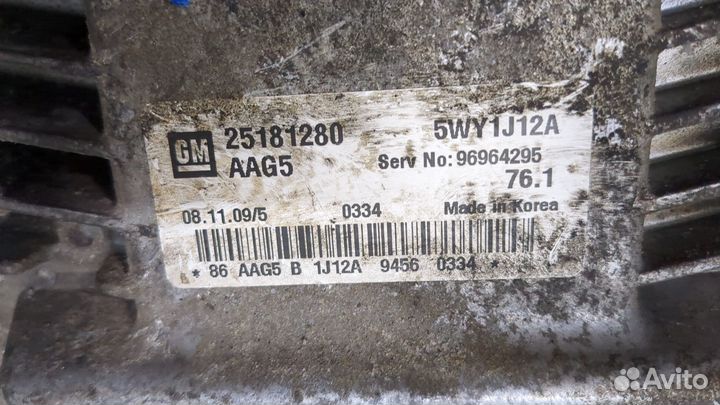 GM 25181280 5WY1J12A
AAG5 Serv No: 96964295
76.1
08.11.09/5 0334 Made in Korea
* 86 AAG5 B 1J12A 9456 0334 *
Avito